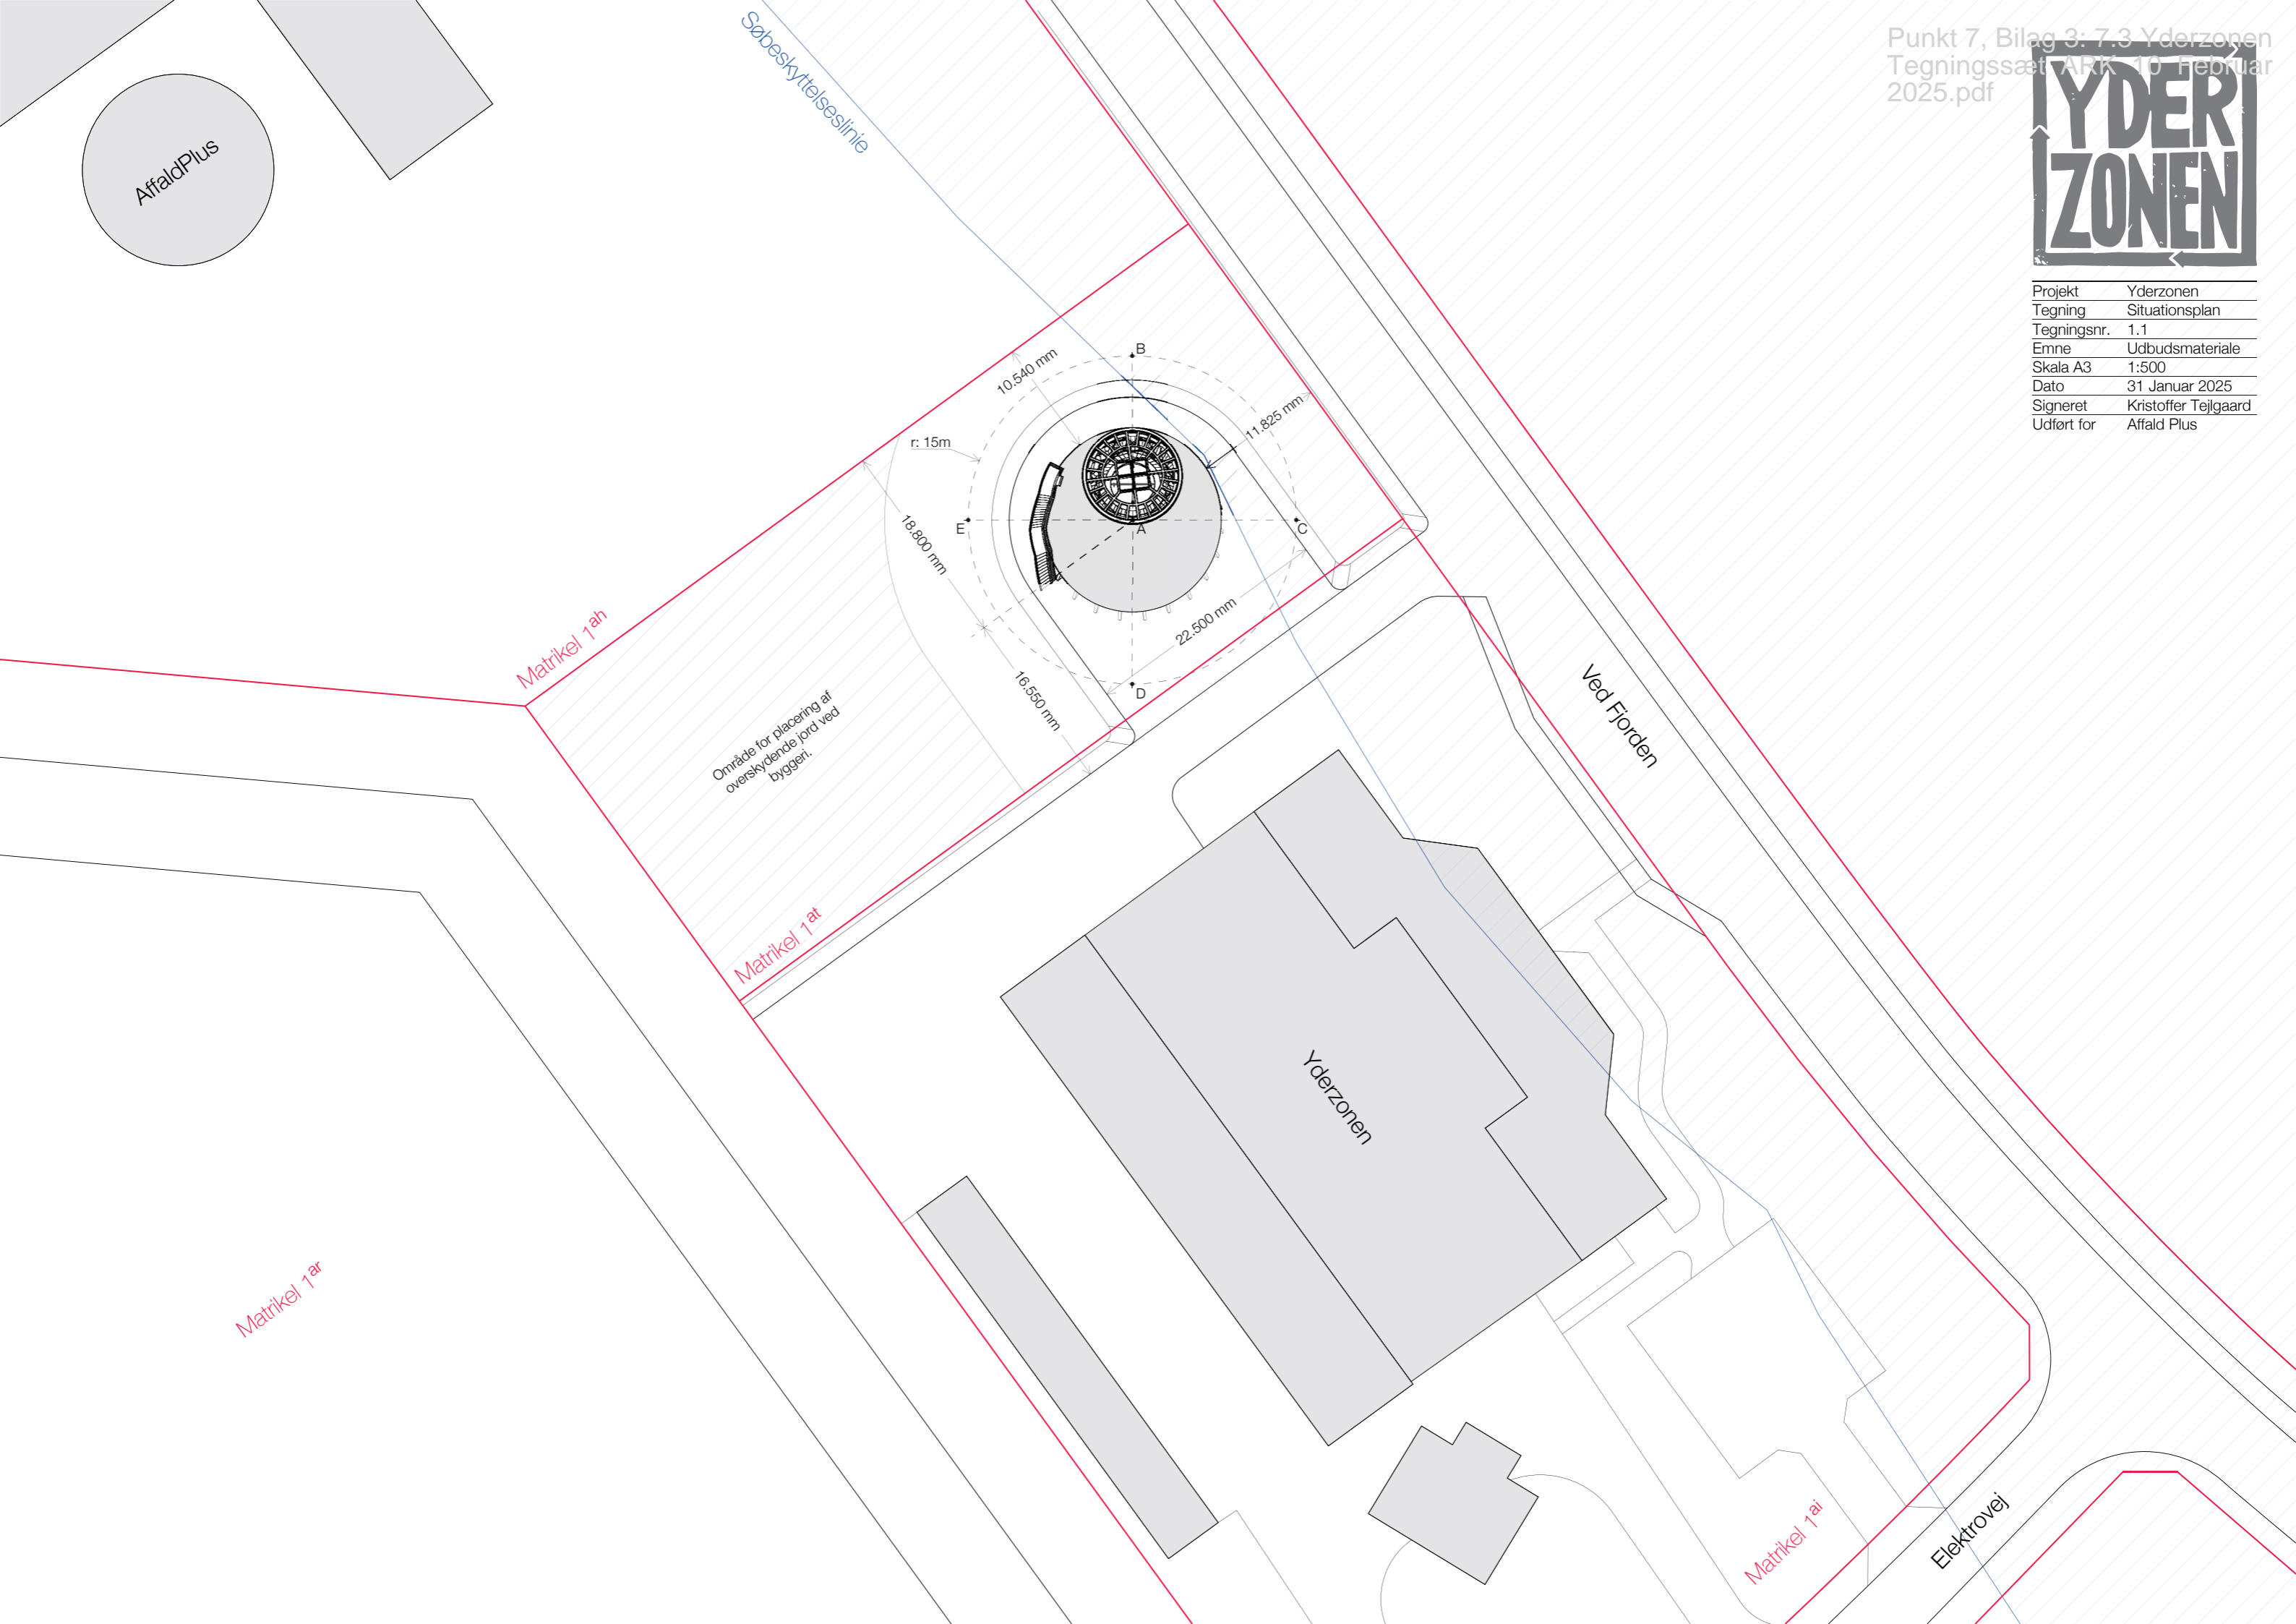 Punkt 7, Bilag 3: 7.3 Yderzonen
Tegningssæt ARK 10 Februar
2025.pdf
YDER
ZONEN
Projekt Yderzonen
Tegning Situationsplan
Tegningsnr. 1.1
Emne Udbudsmateriale
Skala A3 1:500
Dato 31 Januar 2025
Signeret Kristoffer Tejlgaard
Udført for Affald Plus
Søbeskyttelseslinie
AffaldPlus
B
10.540 mm
11.825 mm
r: 15m
E
A
C
18.800 mm
22.500 mm
D
16.550 mm
Matrikel 1ah
Område for placering af
overskydende jord ved
byggeri.
Ved Fjorden
Matrikel 1at
Yderzonen
Matrikel 1ar
Matrikel 1ai
Elektrovej